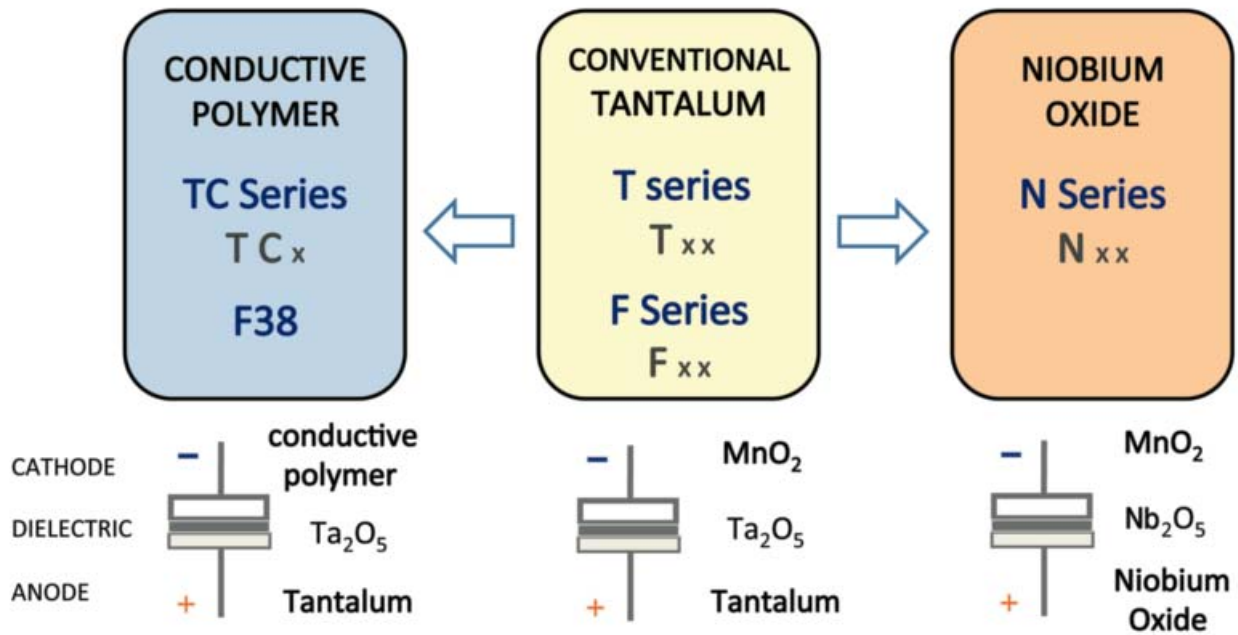 CONDUCTIVE
POLYMER
TC Series
T C x
F38
CONVENTIONAL
TANTALUM
T series
T x x
F Series
F x x
NIOBIUM
OXIDE
N Series
N x x
CATHODE
DIELECTRIC
ANODE
–
conductive
polymer
Ta₂O₅
+
Tantalum
–
MnO₂
Ta₂O₅
+
Tantalum
–
MnO₂
Nb₂O₅
+
Niobium
Oxide